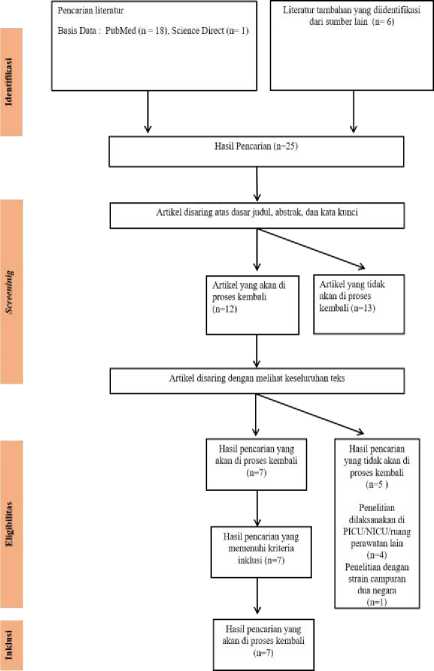 Identifikasi
Pencarian literatur
Basis Data : PubMed (n = 18), Science Direct (n= 1)
Literatur tambahan yang diidentifikasi
dari sumber lain (n= 6)
Hasil Pencarian (n=25)
Screeninig
Artikel disaring atas dasar judul, abstrak, dan kata kunci
Artikel yang akan di
proses kembali
(n=12)
Artikel yang tidak
akan di proses
kembali (n=13)
Artikel disaring dengan melihat keseluruhan teks
Eligibilitas
Hasil pencarian yang
akan di proses kembali
(n=7)
Hasil pencarian
yang tidak akan di
proses kembali
(n=5 )
Penelitian
dilaksanakan di
PICU/NICU/ruang
perawatan lain
(n=4)
Penelitian dengan
strain campuran
dua negara
(n=1)
Hasil pencarian yang
memenuhi kriteria
inklusi (n=7)
Inklusi
Hasil pencarian yang
akan di proses kembali
(n=7)